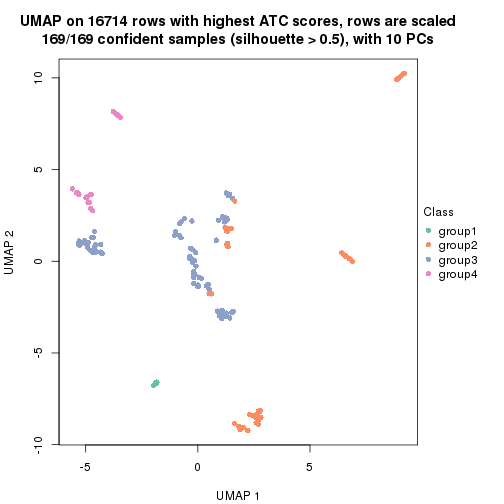 UMAP on 16714 rows with highest ATC scores, rows are scaled
169/169 confident samples (silhouette > 0.5), with 10 PCs
10
5
0
-5
-10
UMAP 2
-5
0
5
UMAP 1
Class
group1
group2
group3
group4